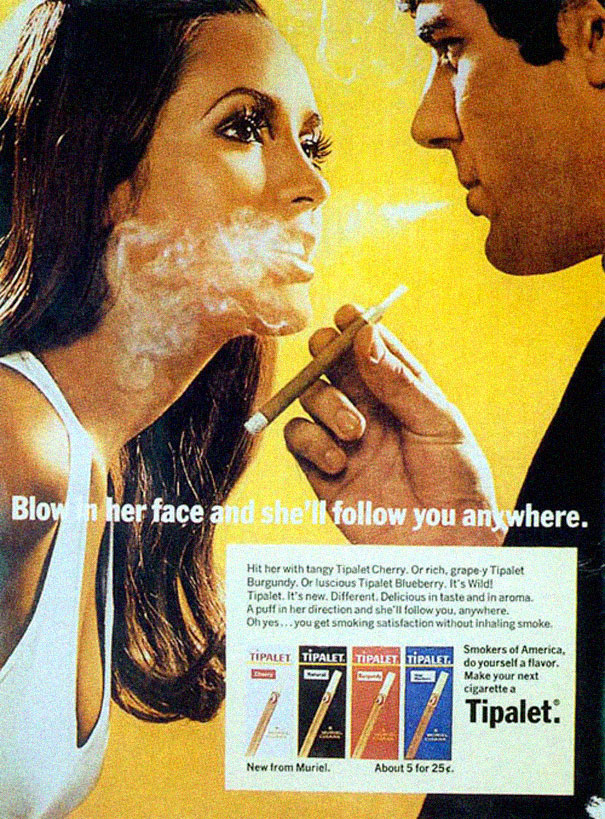 Blow in her face and she'll follow you anywhere.
Hit her with tangy Tipalet Cherry. Or rich, grape-y Tipalet
Burgundy. Or luscious Tipalet Blueberry. It's Wild!
Tipalet. It's new. Different. Delicious in taste and in aroma.
A puff in her direction and she'll follow you, anywhere.
Oh yes... you get smoking satisfaction without inhaling smoke.
TIPALET TIPALET TIPALET TIPALET
Cherry Natural Burgundy
New from Muriel. About 5 for 25¢.
Smokers of America,
do yourself a flavor.
Make your next
cigarette a
Tipalet.®